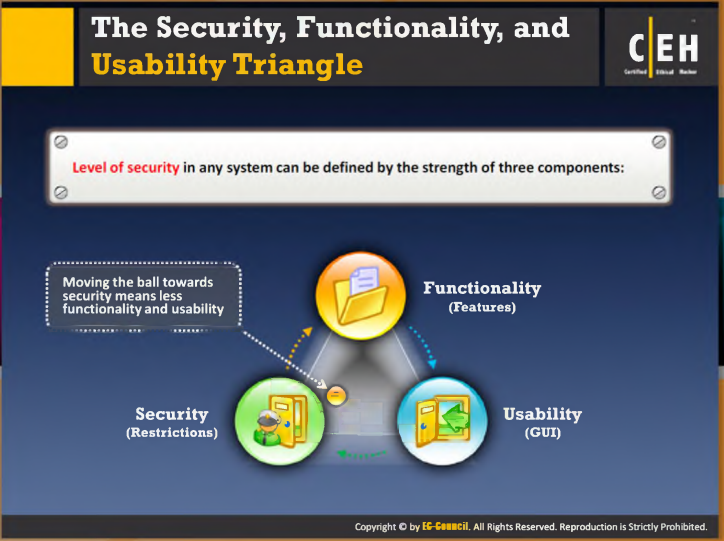 The Security, Functionality, and
Usability Triangle
C|EH
Certified Ethical Hacker
Level of security in any system can be defined by the strength of three components:
Moving the ball towards
security means less
functionality and usability
Functionality
(Features)
Security
(Restrictions)
Usability
(GUI)
Copyright © by EC-Council. All Rights Reserved. Reproduction is Strictly Prohibited.